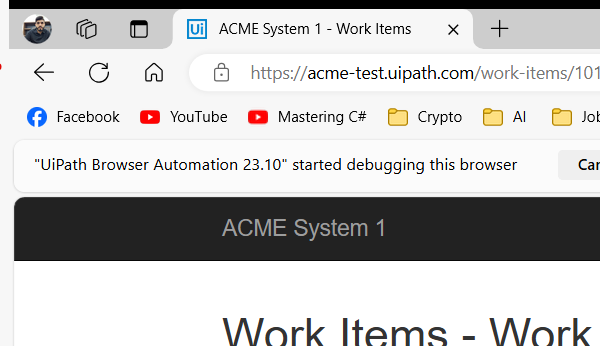 Ui ACME System 1 - Work Items
https://acme-test.uipath.com/work-items/101
Facebook YouTube Mastering C# Crypto AI Job
"UiPath Browser Automation 23.10" started debugging this browser Can
ACME System 1
Work Items - Work